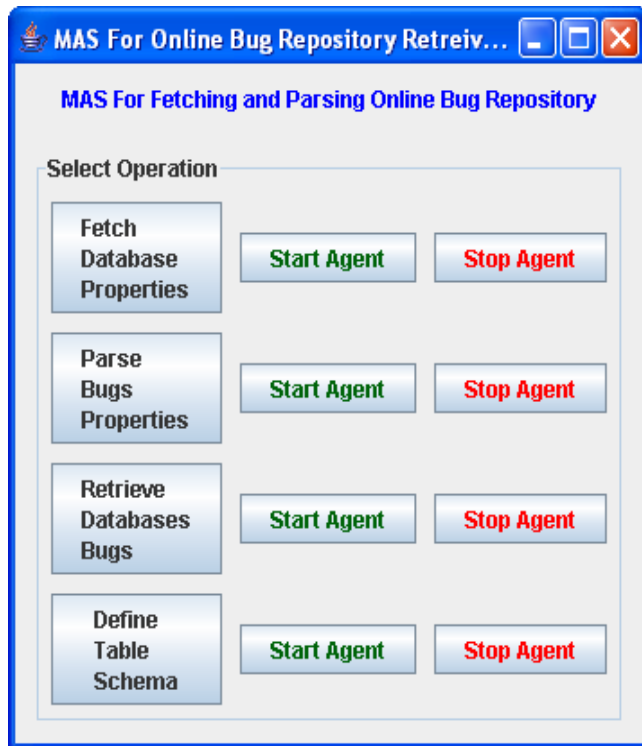 MAS For Online Bug Repository Retreiv...
MAS For Fetching and Parsing Online Bug Repository
Select Operation
Fetch
Database
Properties
Start Agent
Stop Agent
Parse
Bugs
Properties
Start Agent
Stop Agent
Retrieve
Databases
Bugs
Start Agent
Stop Agent
Define
Table
Schema
Start Agent
Stop Agent